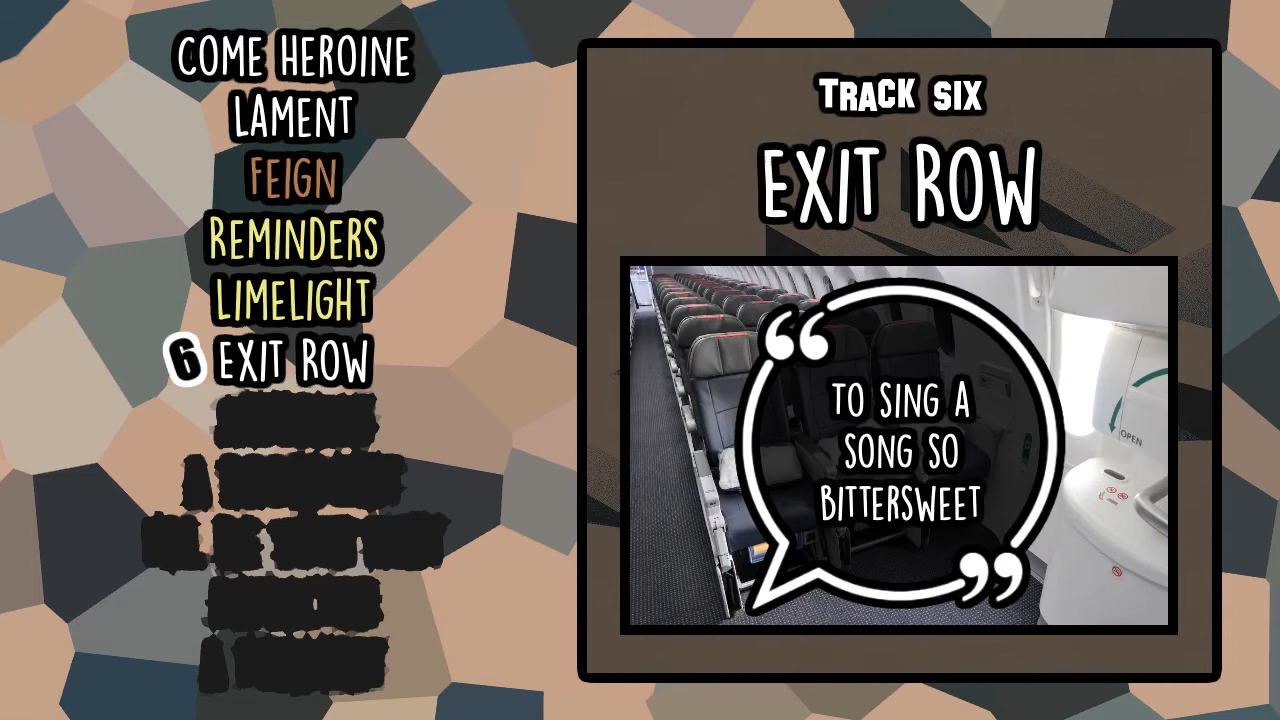 COME HEROINE
LAMENT
FEIGN
REMINDERS
LIMELIGHT
6 EXIT ROW
TRACK SIX
EXIT ROW
“TO SING A
SONG SO
BITTERSWEET”
OPEN